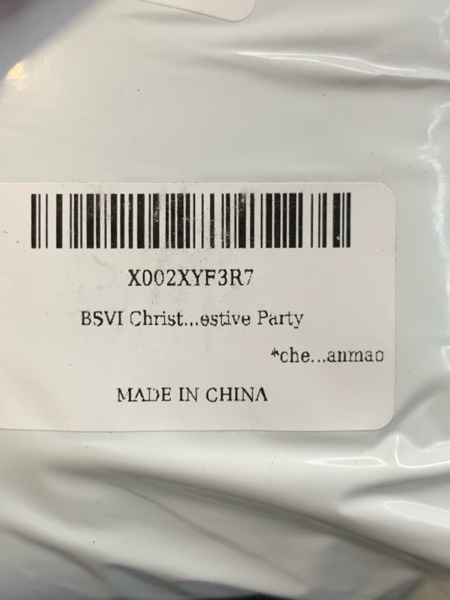 X002XYF3R7
BSVI Christ...estive Party
*che...anmao
MADE IN CHINA